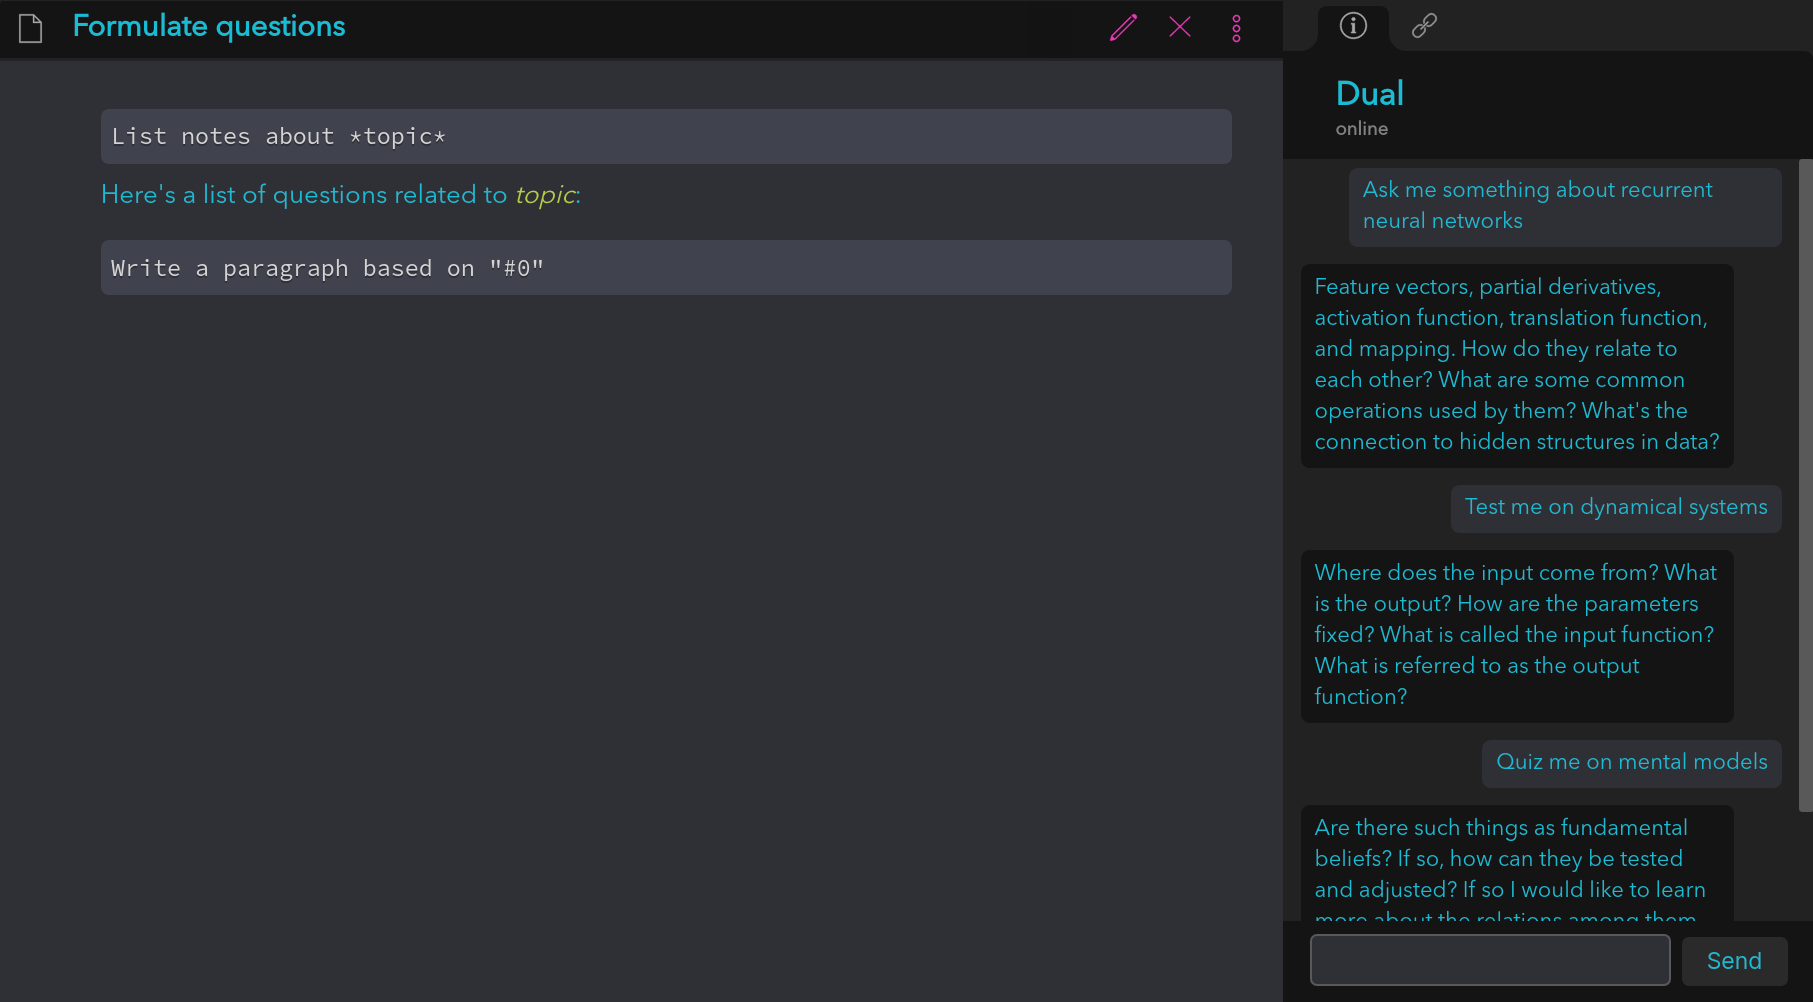 Formulate questions
List notes about *topic*
Here's a list of questions related to topic:
Write a paragraph based on "#0"
Dual
online
Ask me something about recurrent
neural networks
Feature vectors, partial derivatives,
activation function, translation function,
and mapping. How do they relate to
each other? What are some common
operations used by them? What's the
connection to hidden structures in data?
Test me on dynamical systems
Where does the input come from? What
is the output? How are the parameters
fixed? What is called the input function?
What is referred to as the output
function?
Quiz me on mental models
Are there such things as fundamental
beliefs? If so, how can they be tested
and adjusted? If so I would like to learn
more about the relations among them
Send